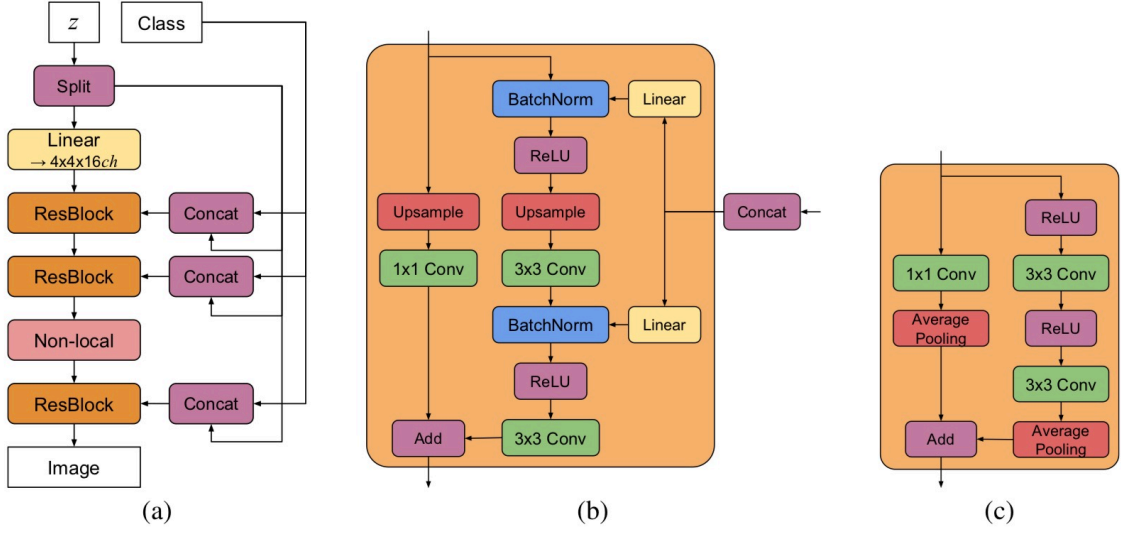 z
Class
Split
Linear
→ 4x4x16ch
ResBlock
Concat
ResBlock
Concat
Non-local
ResBlock
Concat
Image
(a)
BatchNorm
Linear
ReLU
Upsample
Upsample
Concat
1x1 Conv
3x3 Conv
BatchNorm
Linear
ReLU
Add
3x3 Conv
(b)
ReLU
1x1 Conv
3x3 Conv
Average
Pooling
ReLU
3x3 Conv
Add
Average
Pooling
(c)